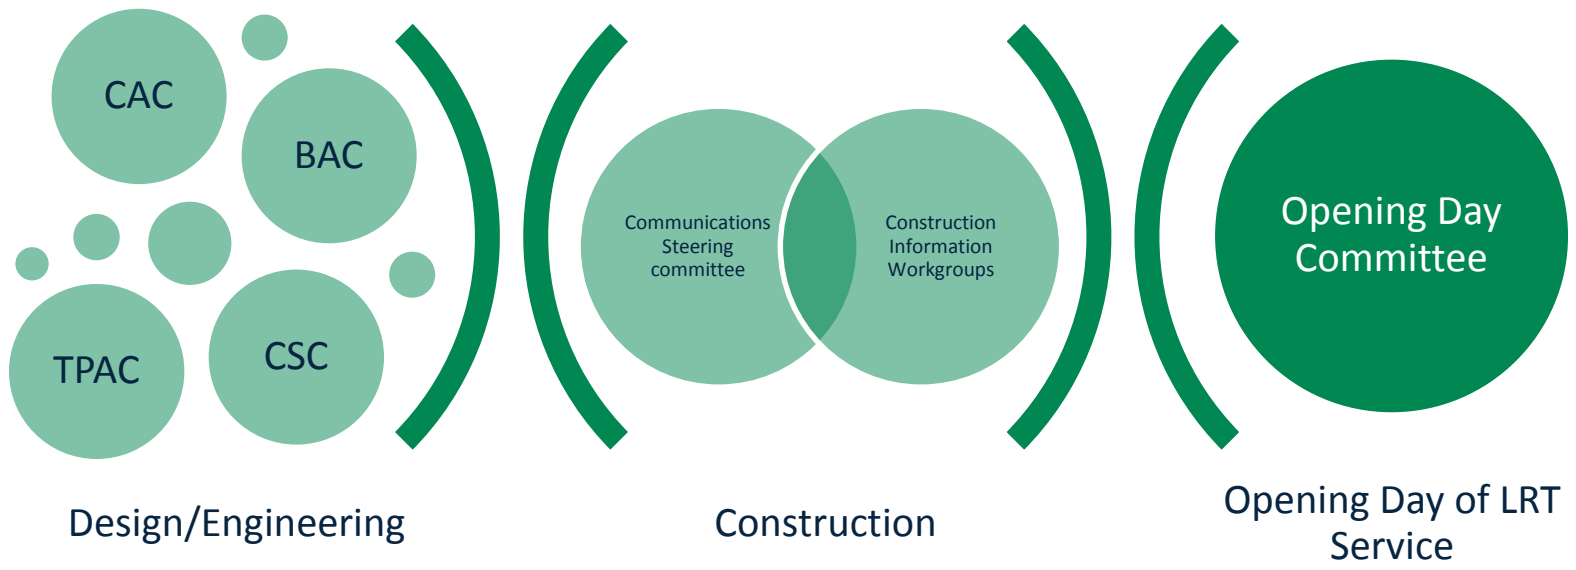 CAC
BAC
TPAC
CSC
Design/Engineering
Communications
Steering
committee
Construction
Information
Workgroups
Construction
Opening Day
Committee
Opening Day of LRT
Service